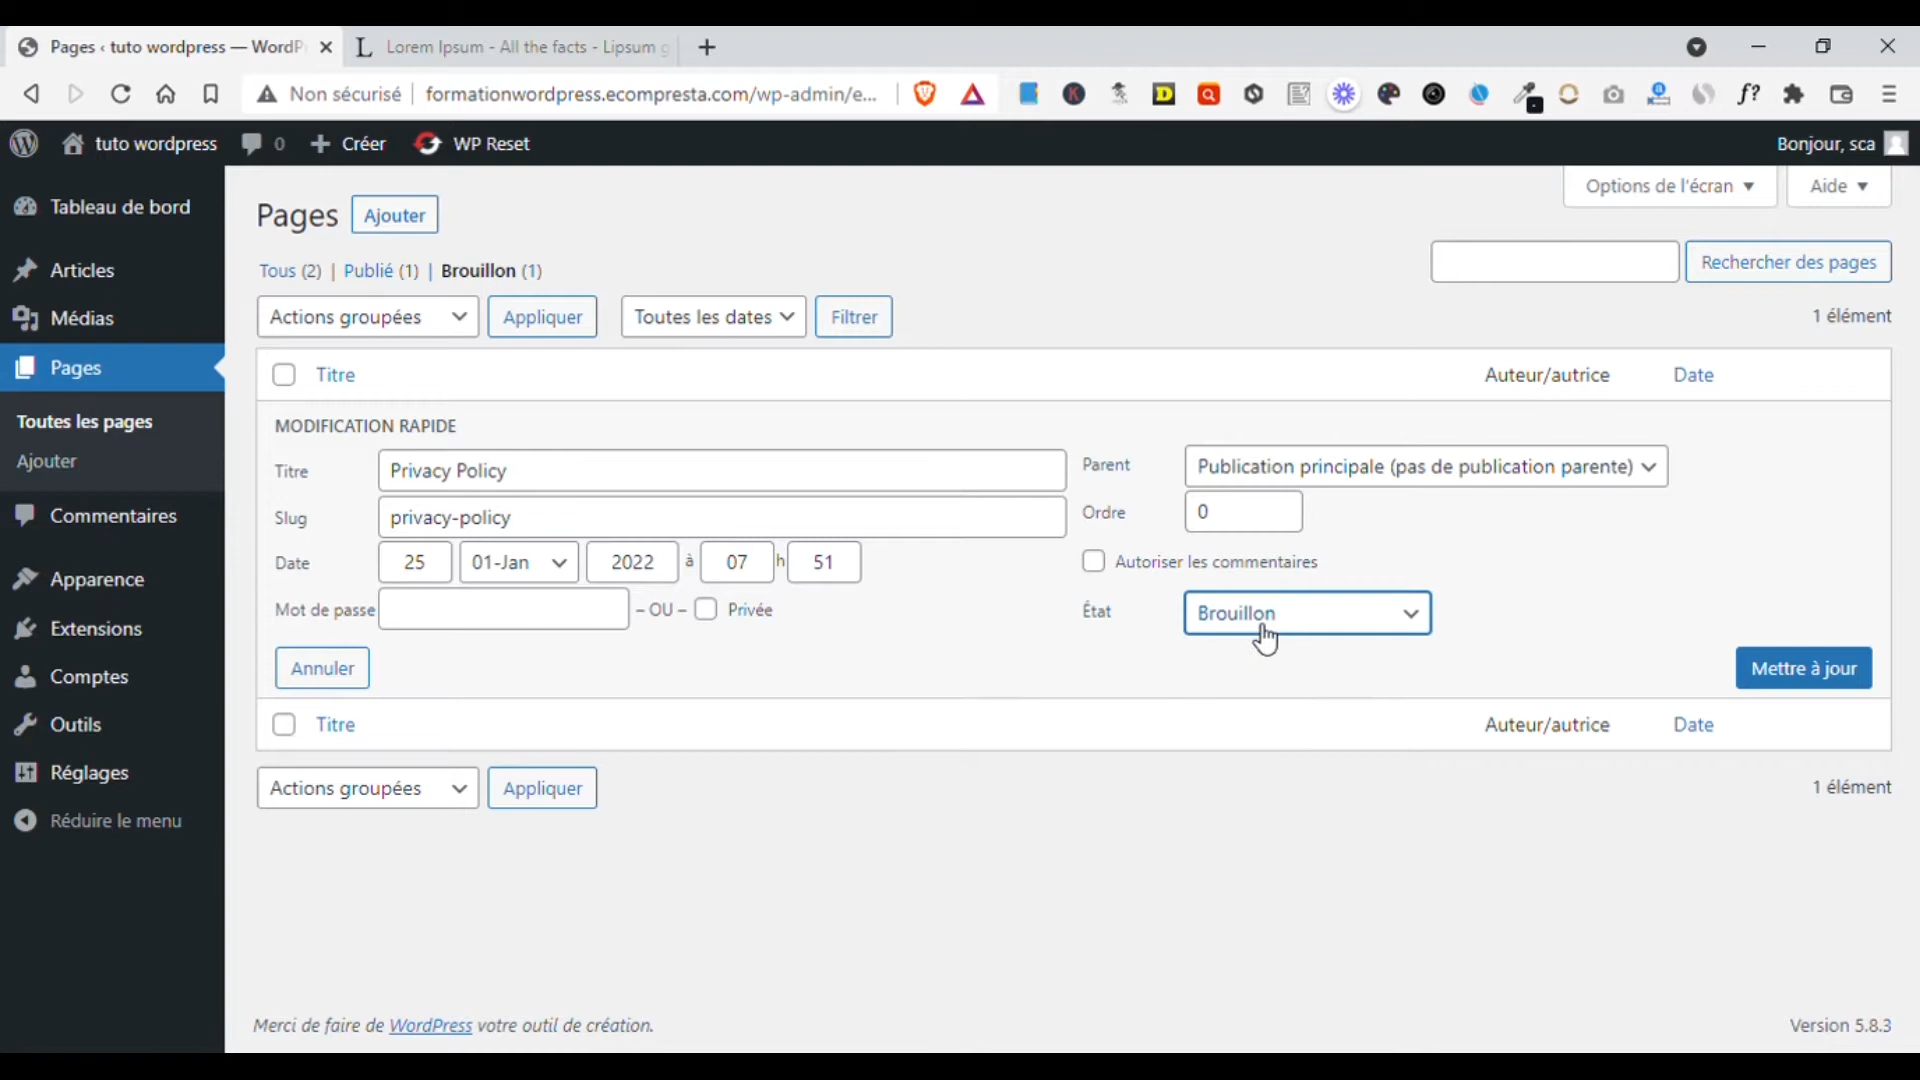 Pages ‹ tuto wordpress — WordP
Lorem Ipsum - All the facts - Lipsum g
Non sécurisé
formationwordpress.ecompresta.com/wp-admin/e...
f?
tuto wordpress
0
Créer
WP Reset
Bonjour, sca
Tableau de bord
Articles
Médias
Pages
Toutes les pages
Ajouter
Commentaires
Apparence
Extensions
Comptes
Outils
Réglages
Réduire le menu
Options de l'écran ▼
Aide ▼
Pages
Ajouter
Tous (2) | Publié (1) | Brouillon (1)
Rechercher des pages
Actions groupées
Appliquer
Toutes les dates
Filtrer
1 élément
Titre
Auteur/autrice
Date
MODIFICATION RAPIDE
Titre
Privacy Policy
Slug
privacy-policy
Date
25
01-Jan
2022
à
07
h
51
Mot de passe
– OU –
Privée
Parent
Publication principale (pas de publication parente)
Ordre
0
Autoriser les commentaires
État
Brouillon
Annuler
Mettre à jour
Titre
Auteur/autrice
Date
Actions groupées
Appliquer
1 élément
Merci de faire de WordPress votre outil de création.
Version 5.8.3